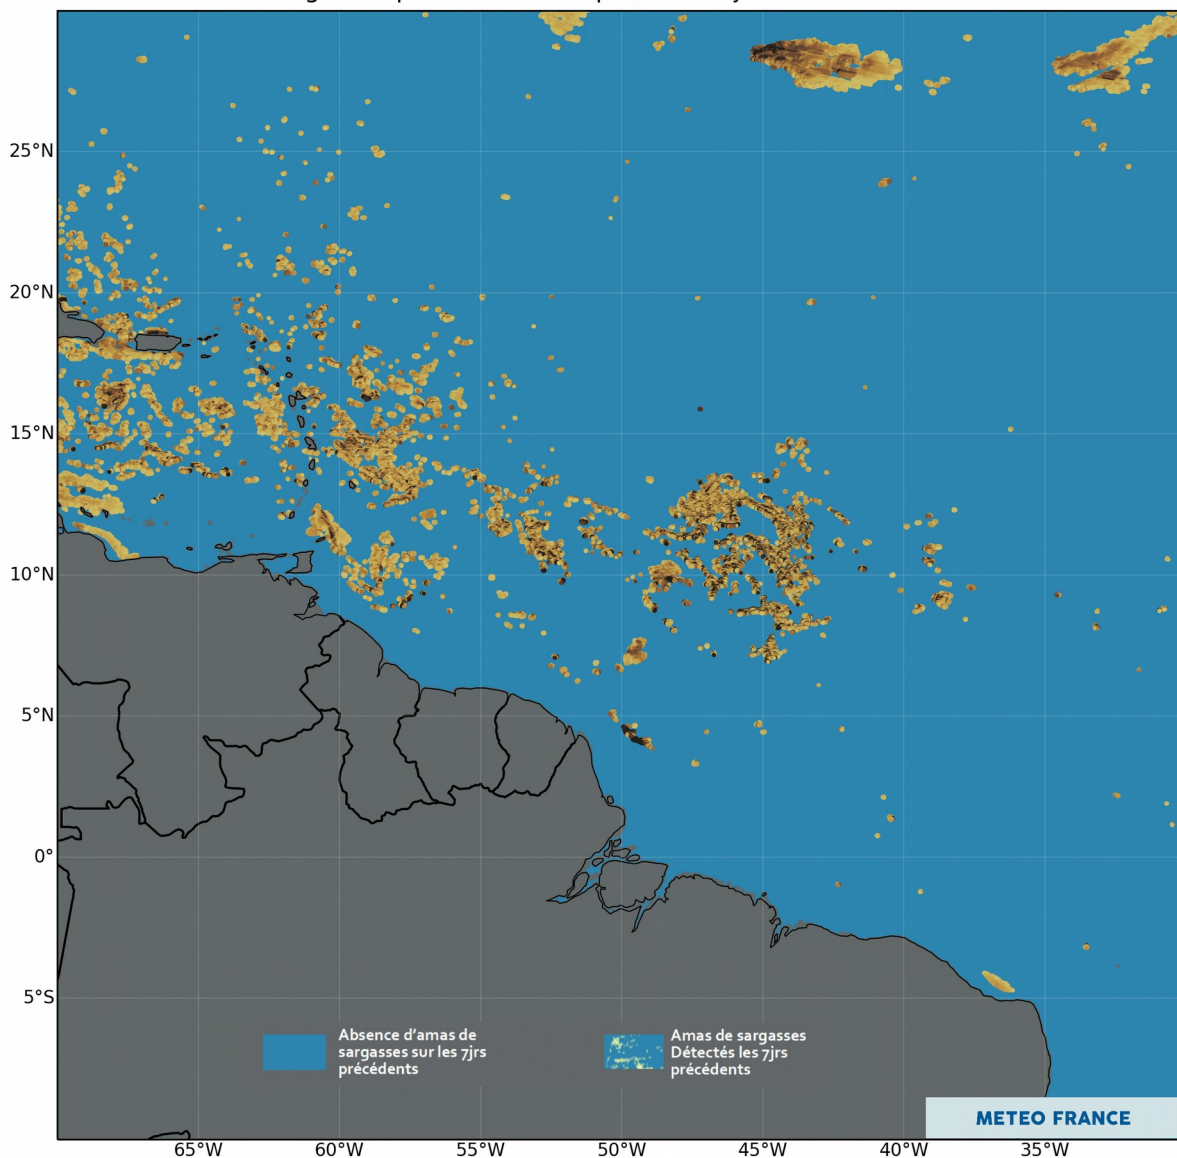 25°N
20°N
15°N
10°N
5°N
0°
5°S
Absence d'amas de
sargasses sur les 7jrs
précédents
Amas de sargasses
Détectés les 7jrs
précédents
METEO FRANCE
65°W 60°W 55°W 50°W 45°W 40°W 35°W